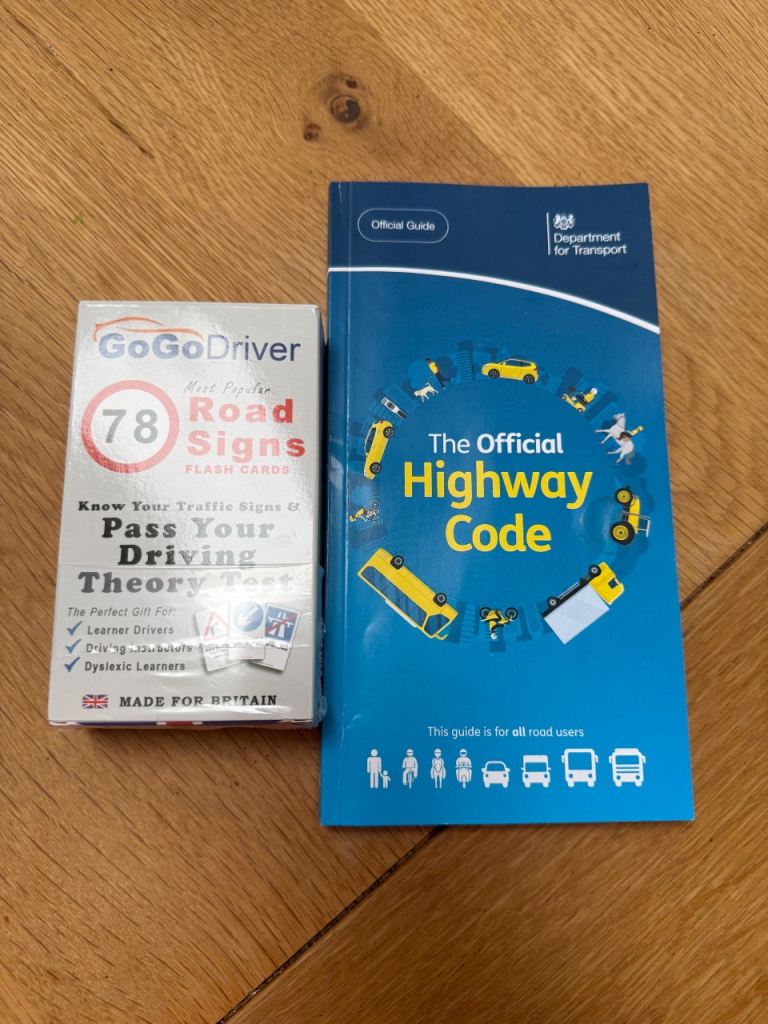 GoGoDriver
78
Most Popular
Road
Signs
FLASH CARDS
Know Your Traffic Signs &
Pass Your
Driving
Theory Test
The Perfect Gift For:
Learner Drivers
Driving Instructors
Dyslexic Learners
MADE FOR BRITAIN
Official Guide
Department
for Transport
The Official
Highway
Code
This guide is for all road users